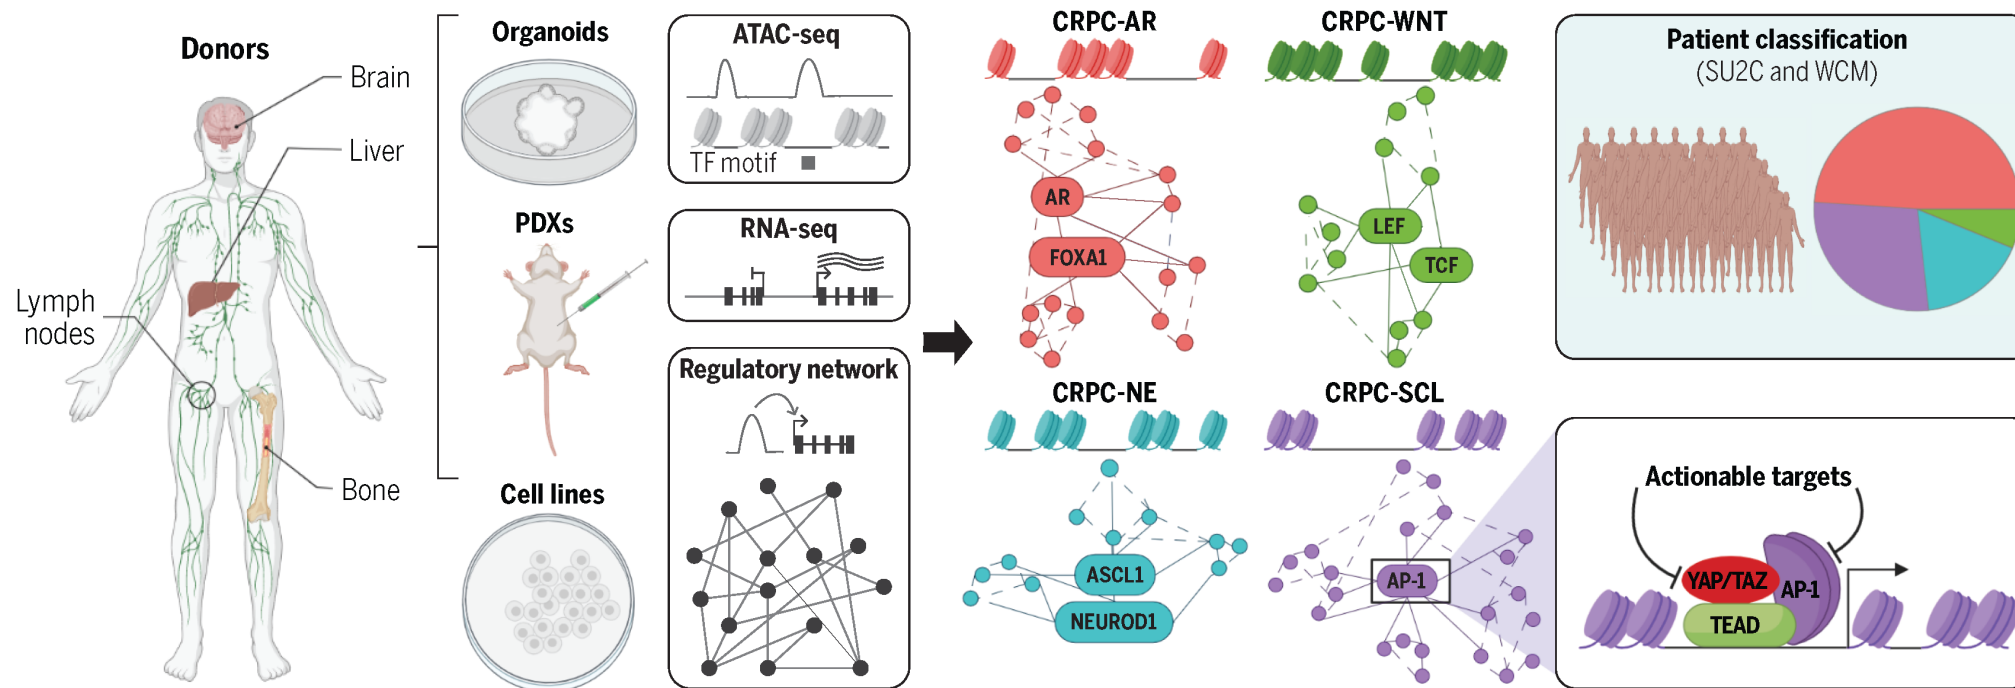 Donors
Brain
Liver
Lymph
nodes
Bone
Organoids
PDXs
Cell lines
ATAC-seq
TF motif
RNA-seq
Regulatory network
CRPC-AR
AR
FOXA1
CRPC-WNT
LEF
TCF
CRPC-NE
ASCL1
NEUROD1
CRPC-SCL
AP-1
Patient classification
(SU2C and WCM)
Actionable targets
YAP/TAZ
AP-1
TEAD